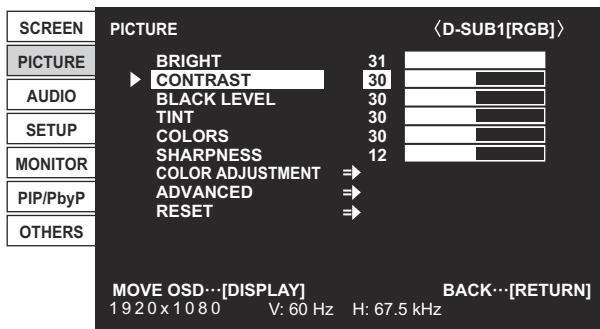 SCREEN
PICTURE
AUDIO
SETUP
MONITOR
PIP/PbyP
OTHERS
PICTURE 〈D-SUB1[RGB]〉
BRIGHT 31
CONTRAST 30
BLACK LEVEL 30
TINT 30
COLORS 30
SHARPNESS 12
COLOR ADJUSTMENT
ADVANCED
RESET
MOVE OSD···[DISPLAY] BACK···[RETURN]
1920x1080 V: 60 Hz H: 67.5 kHz